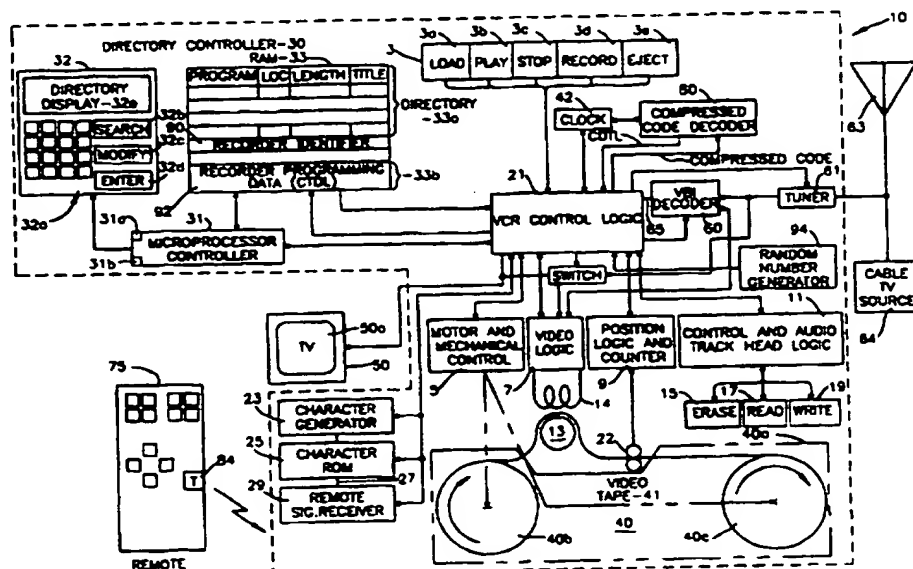 10
DIRECTORY CONTROLLER-30
32
DIRECTORY DISPLAY-32e
SEARCH
MODIFY
ENTER
32b
32c
32d
32a
RAM-33
PROGRAM LOC LENGTH TITLE
DIRECTORY -33a
90
RECORDER IDENTIFIER
RECORDER PROGRAMMING DATA (CTDL)
-33b
92
31a
31b
31
MICROPROCESSOR CONTROLLER
3
3a 3b 3c 3d 3e
LOAD PLAY STOP RECORD EJECT
42
CLOCK
80
COMPRESSED CODE DECODER
CDTL
COMPRESSED CODE
21
VCR CONTROL LOGIC
65
VBI DECODER
60
61
TUNER
63
CABLE TV SOURCE
64
94
RANDOM NUMBER GENERATOR
SWITCH
MOTOR AND MECHANICAL CONTROL
5
VIDEO LOGIC
7
14
POSITION LOGIC AND COUNTER
9
11
CONTROL AND AUDIO TRACK HEAD LOGIC
15 ERASE
17 READ
19 WRITE
50a
TV
50
75
84
T
REMOTE
23
CHARACTER GENERATOR
25
CHARACTER ROM
27
29
REMOTE SIG.RECEIVER
13
22
40a
VIDEO TAPE-41
40
40b
40c